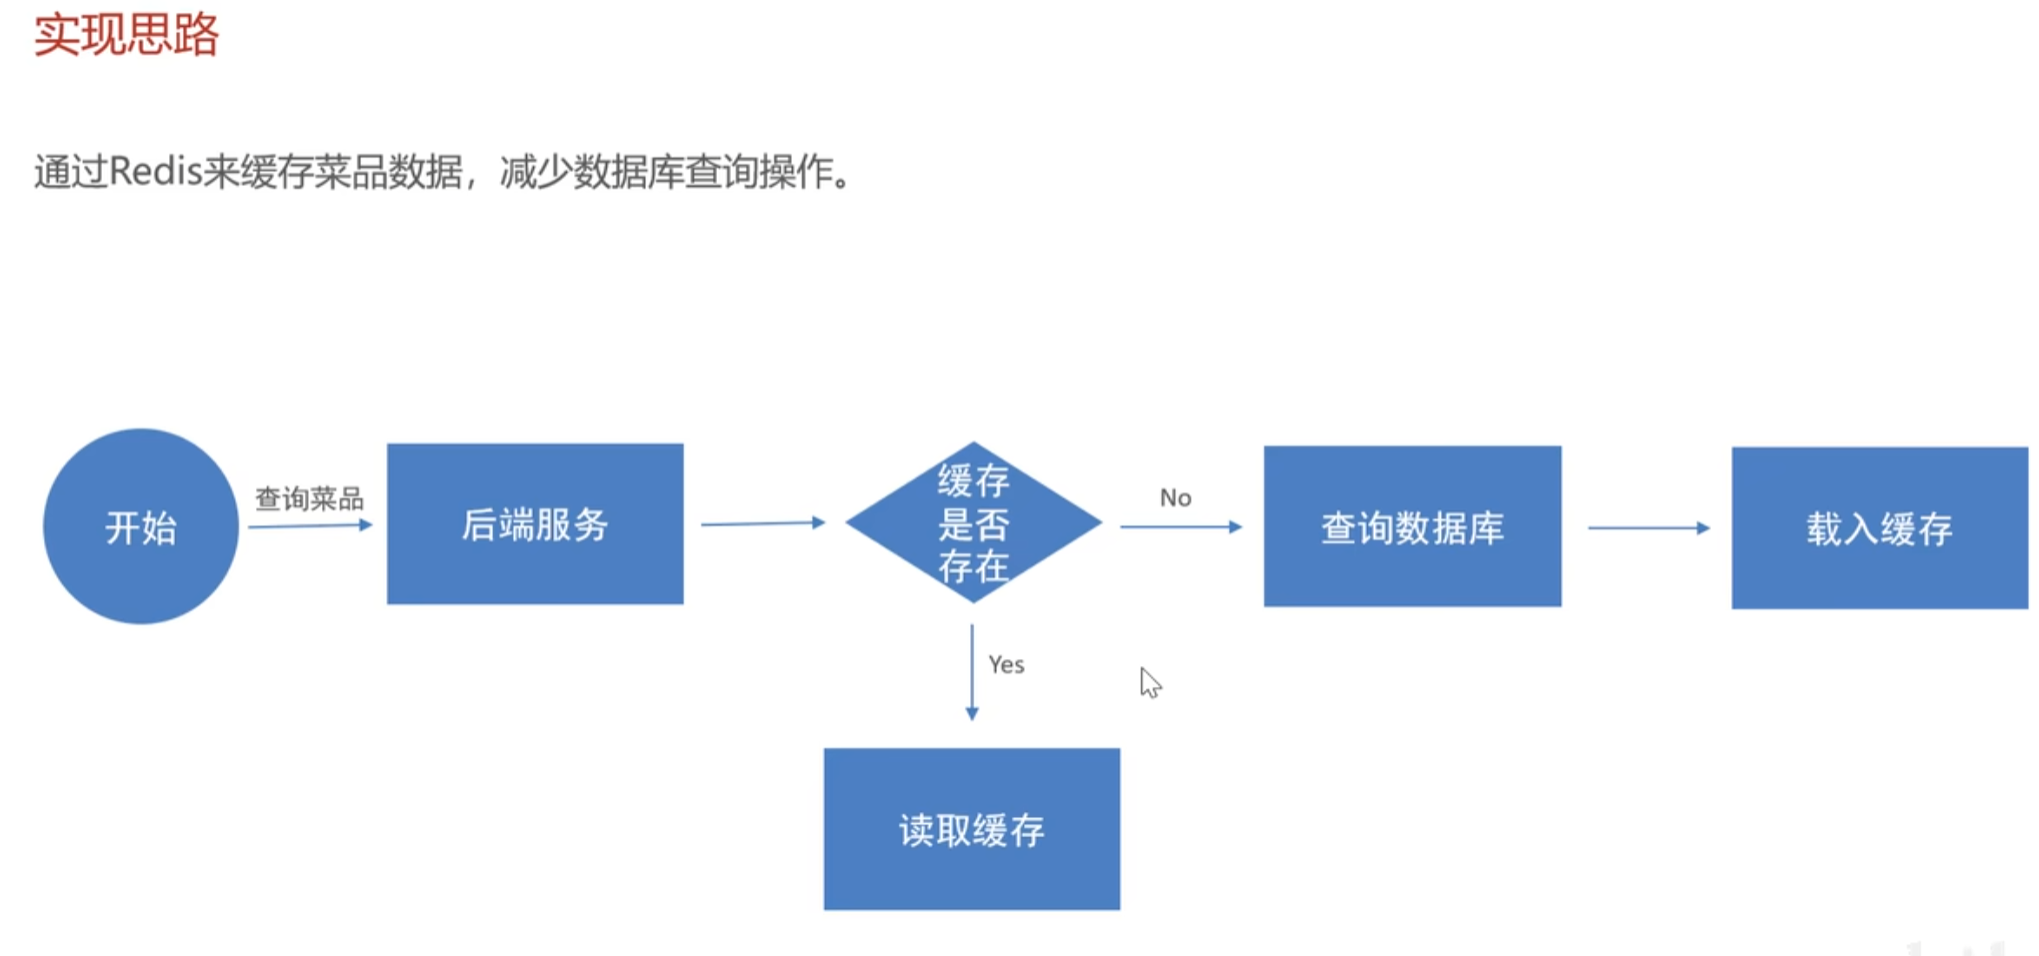 实现思路
通过Redis来缓存菜品数据，减少数据库查询操作。
开始
查询菜品
后端服务
缓存
是否
存在
No
查询数据库
载入缓存
Yes
读取缓存